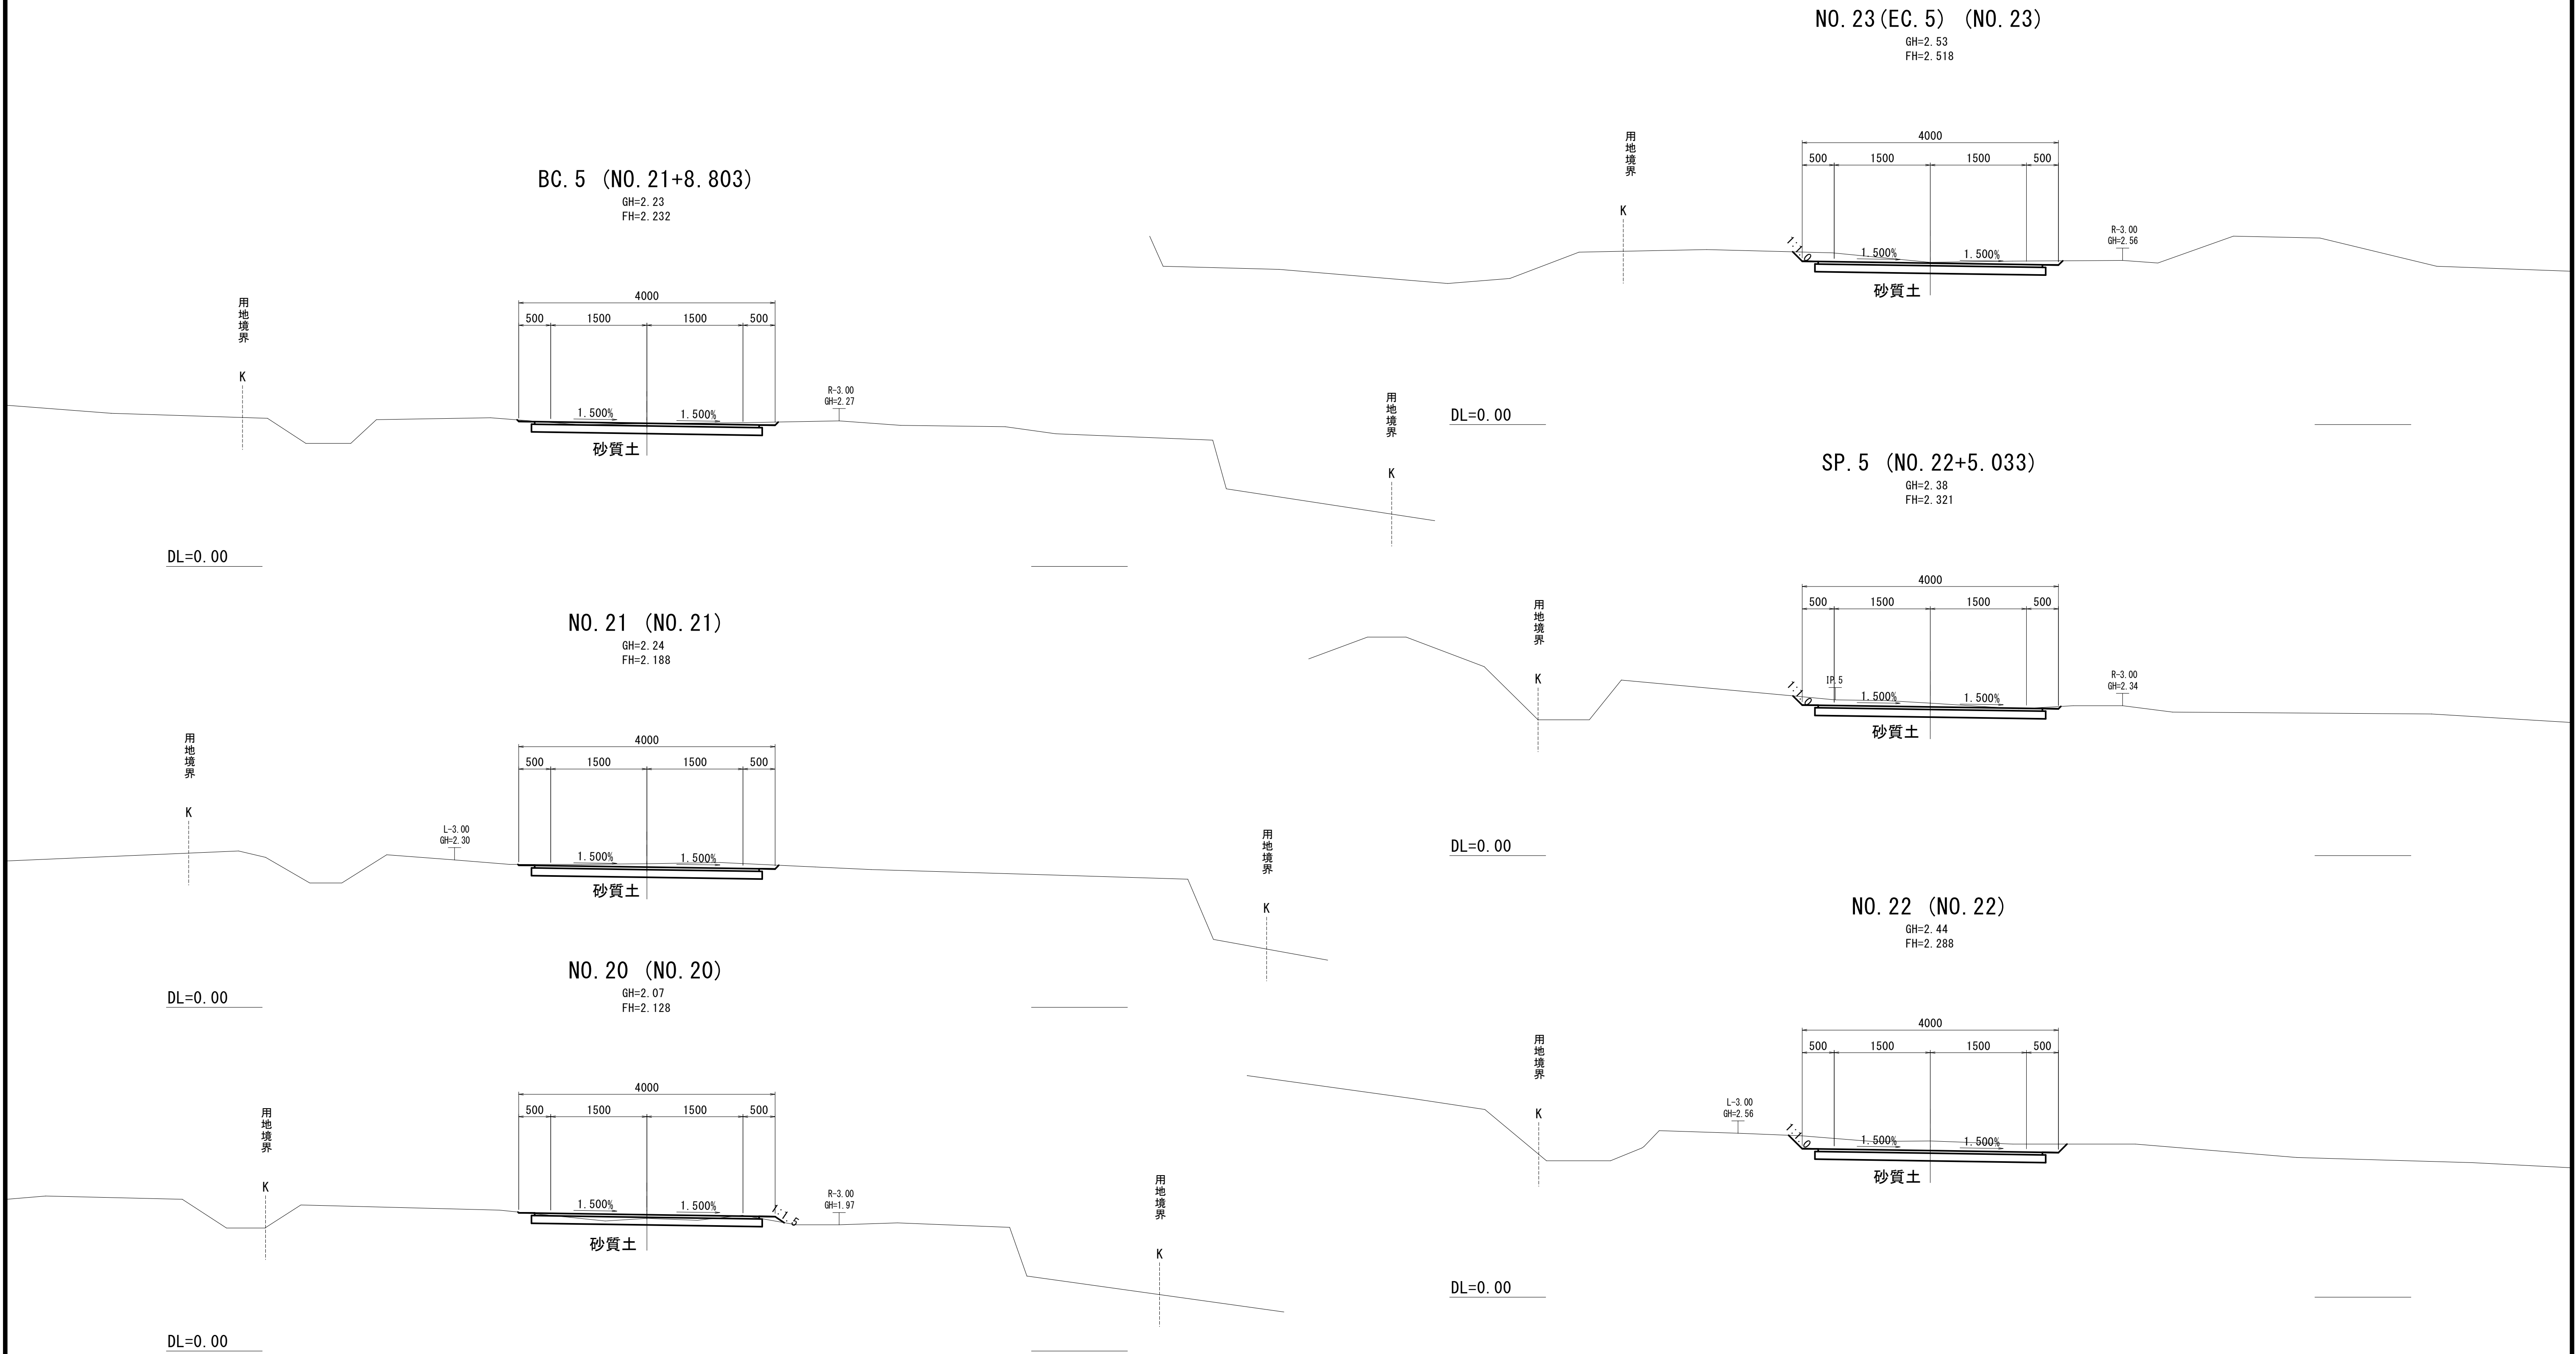 BC.5 (NO.21+8.803)
GH=2.23
FH=2.232
用地境界
K
4000
500 1500 1500 500
1.500% 1.500%
R-3.00
GH=2.27
砂質土
用地境界
K
DL=0.00
NO.21 (NO.21)
GH=2.24
FH=2.188
用地境界
K
4000
500 1500 1500 500
L-3.00
GH=2.30
1.500% 1.500%
砂質土
用地境界
K
DL=0.00
NO.20 (NO.20)
GH=2.07
FH=2.128
用地境界
K
4000
500 1500 1500 500
1.500% 1.500%
1:1.5
R-3.00
GH=1.97
砂質土
用地境界
K
DL=0.00
NO.23(EC.5) (NO.23)
GH=2.53
FH=2.518
用地境界
K
4000
500 1500 1500 500
1:1.0
1.500% 1.500%
R-3.00
GH=2.56
砂質土
DL=0.00
SP.5 (NO.22+5.033)
GH=2.38
FH=2.321
用地境界
K
4000
500 1500 1500 500
IP.5
1:1.0
1.500% 1.500%
R-3.00
GH=2.34
砂質土
DL=0.00
NO.22 (NO.22)
GH=2.44
FH=2.288
用地境界
K
4000
500 1500 1500 500
L-3.00
GH=2.56
1:1.0
1.500% 1.500%
砂質土
DL=0.00